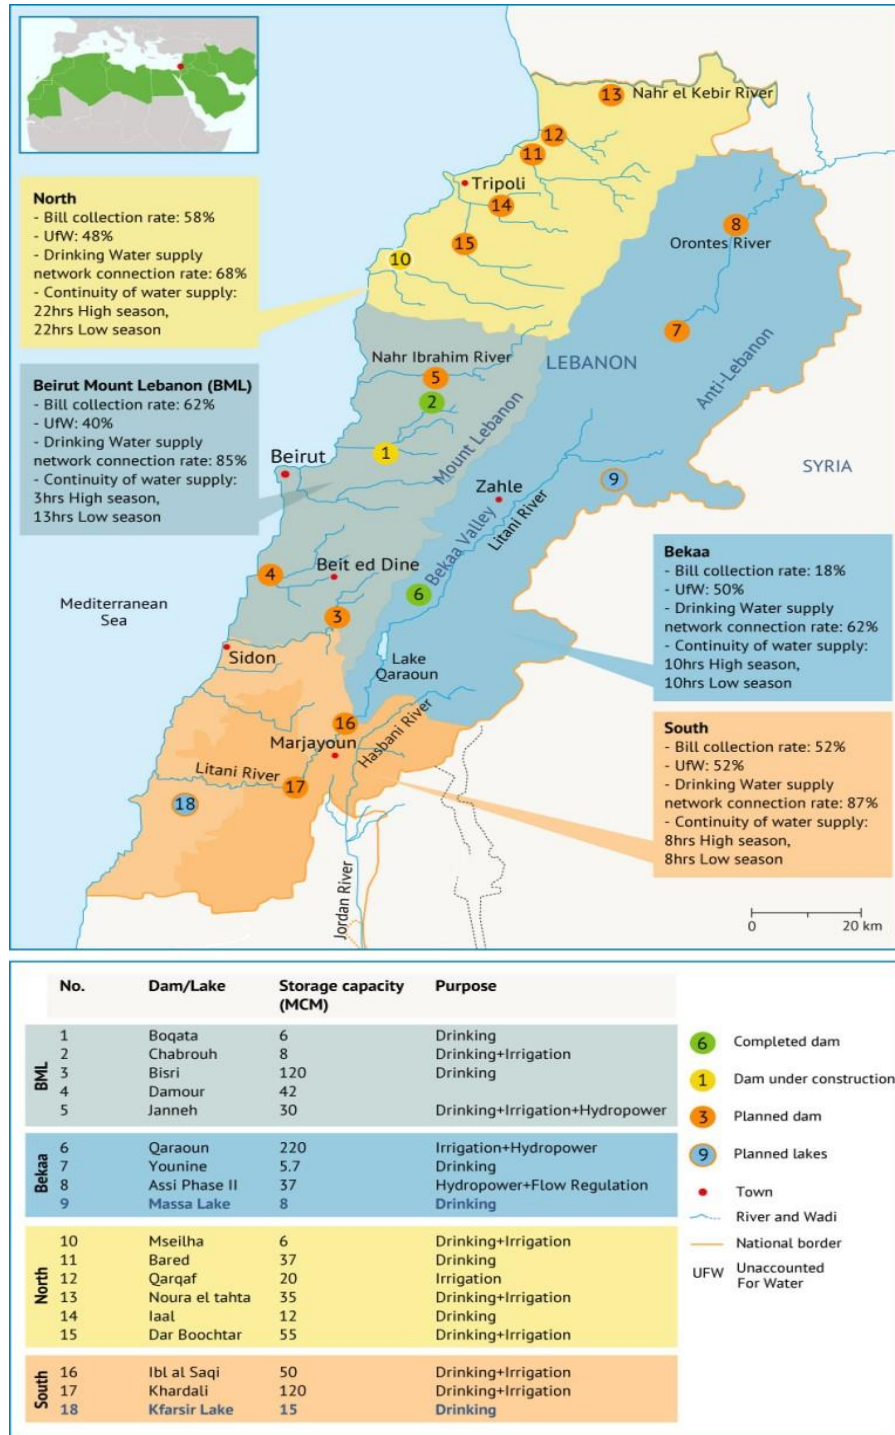 13
Nahr el Kebir River
12
11
Tripoli
14
8
Orontes River
15
10
North
- Bill collection rate: 58%
- UfW: 48%
- Drinking Water supply
network connection rate: 68%
- Continuity of water supply:
22hrs High season,
22hrs Low season
7
Nahr Ibrahim River
LEBANON
Anti-Lebanon
5
2
Mount Lebanon
1
Beirut Mount Lebanon (BML)
- Bill collection rate: 62%
- UfW: 40%
- Drinking Water supply
network connection rate: 85%
- Continuity of water supply:
3hrs High season,
13hrs Low season
Beirut
Zahle
9
SYRIA
Bekaa Valley
Litani River
4
Beit ed Dine
6
Mediterranean
Sea
3
Sidon
Lake
Qaraoun
Bekaa
- Bill collection rate: 18%
- UfW: 50%
- Drinking Water supply
network connection rate: 62%
- Continuity of water supply:
10hrs High season,
10hrs Low season
16
Marjayoun
Hasbani River
Litani River
17
18
South
- Bill collection rate: 52%
- UfW: 52%
- Drinking Water supply
network connection rate: 87%
- Continuity of water supply:
8hrs High season,
8hrs Low season
Jordan River
0 20 km
No. Dam/Lake Storage capacity (MCM) Purpose
BML
1 Boqata 6 Drinking
2 Chabrouh 8 Drinking+Irrigation
3 Bisri 120 Drinking
4 Damour 42
5 Janneh 30 Drinking+Irrigation+Hydropower
Bekaa
6 Qaraoun 220 Irrigation+Hydropower
7 Younine 5.7 Drinking
8 Assi Phase II 37 Hydropower+Flow Regulation
9 Massa Lake 8 Drinking
North
10 Mseilha 6 Drinking+Irrigation
11 Bared 37 Drinking
12 Qarqaf 20 Irrigation
13 Noura el tahta 35 Drinking+Irrigation
14 Iaal 12 Drinking
15 Dar Boochtar 55 Drinking+Irrigation
South
16 Ibl al Saqi 50 Drinking+Irrigation
17 Khardali 120 Drinking+Irrigation
18 Kfarsir Lake 15 Drinking
6 Completed dam
1 Dam under construction
3 Planned dam
9 Planned lakes
Town
River and Wadi
National border
UFW Unaccounted
For Water